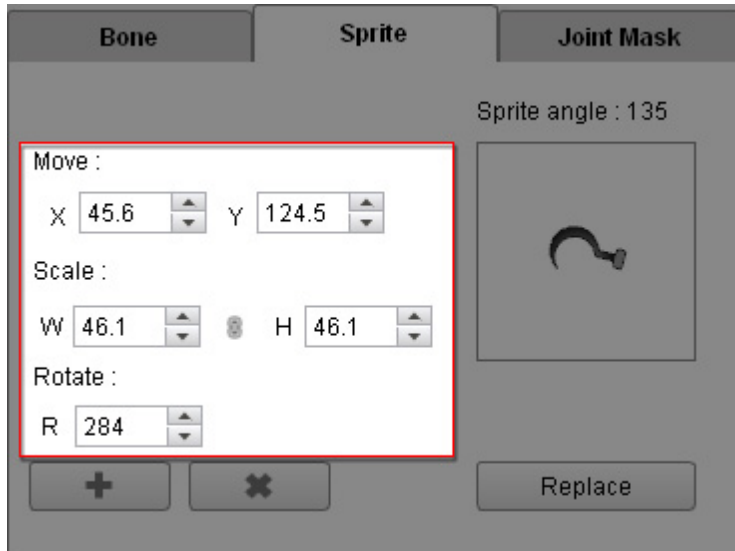 Bone Sprite Joint Mask
Sprite angle : 135
Move :
X 45.6 Y 124.5
Scale :
W 46.1 H 46.1
Rotate :
R 284
Replace